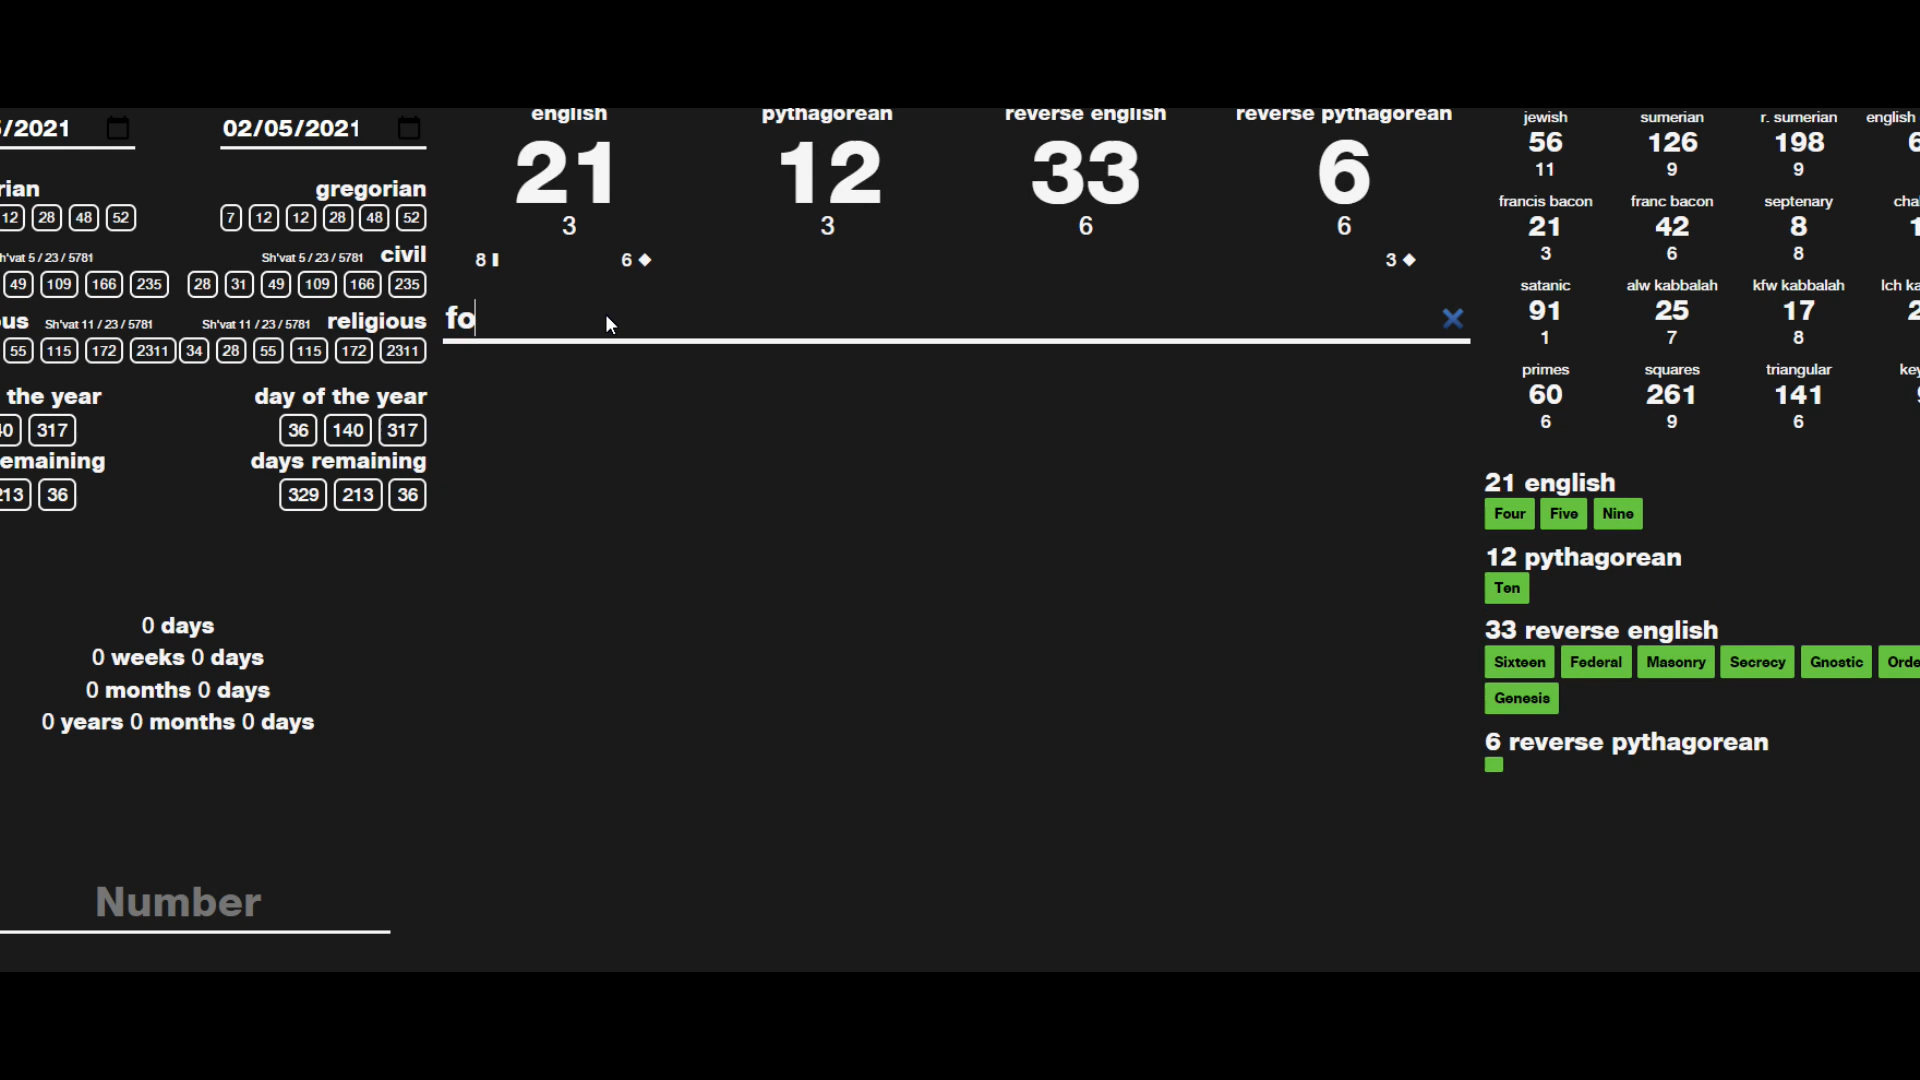 /2021
02/05/2021
rian
12 28 48 52
gregorian
7 12 12 28 48 52
h'vat 5 / 23 / 5781
Sh'vat 5 / 23 / 5781 civil
49 109 166 235
28 31 49 109 166 235
us Sh'vat 11 / 23 / 5781
Sh'vat 11 / 23 / 5781 religious
55 115 172 2311
34 28 55 115 172 2311
the year
day of the year
317
36 140 317
emaining
days remaining
213 36
329 213 36
0 days
0 weeks 0 days
0 months 0 days
0 years 0 months 0 days
Number
english pythagorean reverse english reverse pythagorean
21 12 33 6
3 3 6 6
8 6 3
fo
jewish sumerian r. sumerian english
56 126 198
11 9 9
francis bacon franc bacon septenary
21 42 8
3 6 8
satanic alw kabbalah kfw kabbalah lch ka
91 25 17
1 7 8
primes squares triangular key
60 261 141
6 9 6
21 english
Four Five Nine
12 pythagorean
Ten
33 reverse english
Sixteen Federal Masonry Secrecy Gnostic Orde
Genesis
6 reverse pythagorean